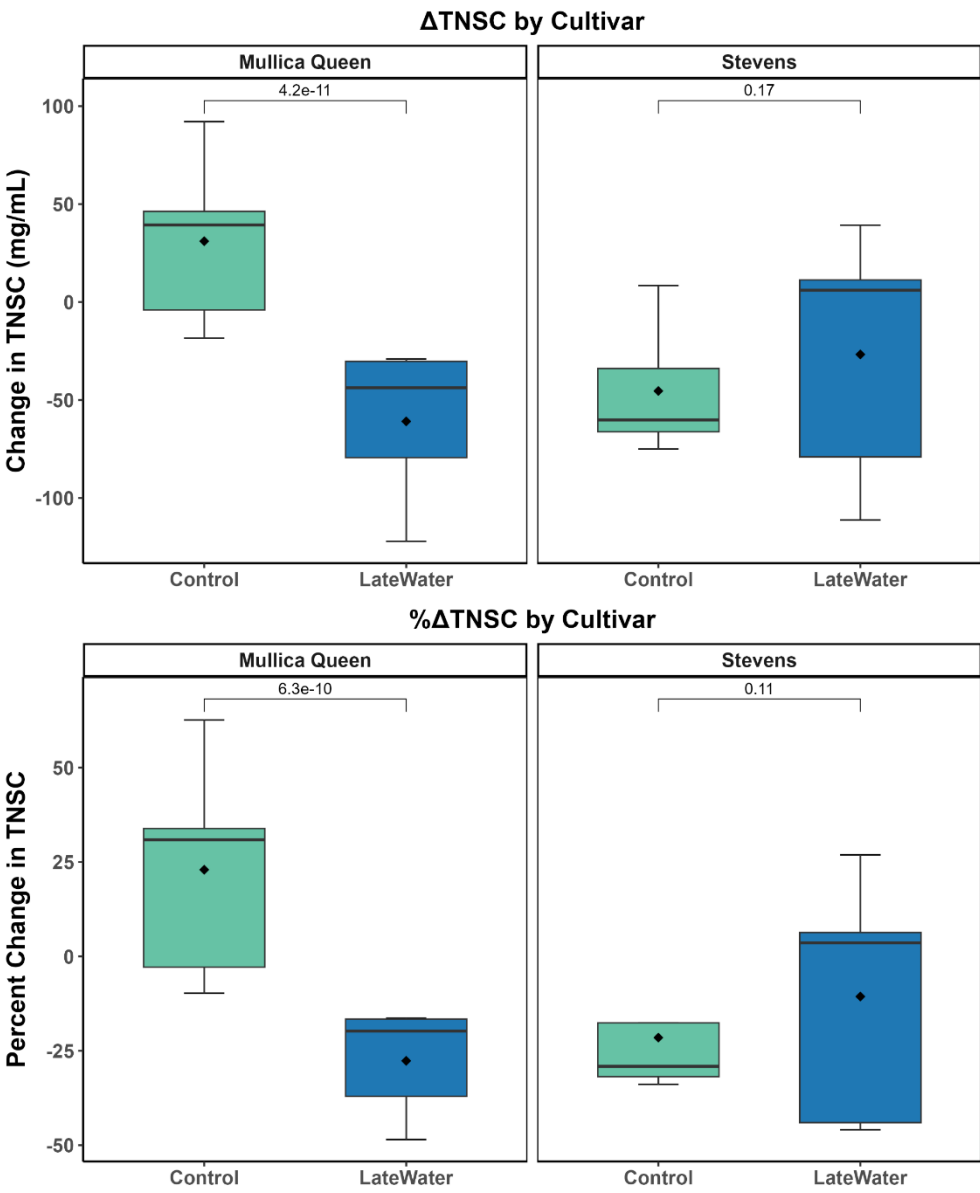 ΔTNSC by Cultivar
Mullica Queen
Stevens
4.2e-11
0.17
Change in TNSC (mg/mL)
100
50
0
-50
-100
Control
LateWater
Control
LateWater
%ΔTNSC by Cultivar
Mullica Queen
Stevens
6.3e-10
0.11
Percent Change in TNSC
50
25
0
-25
-50
Control
LateWater
Control
LateWater